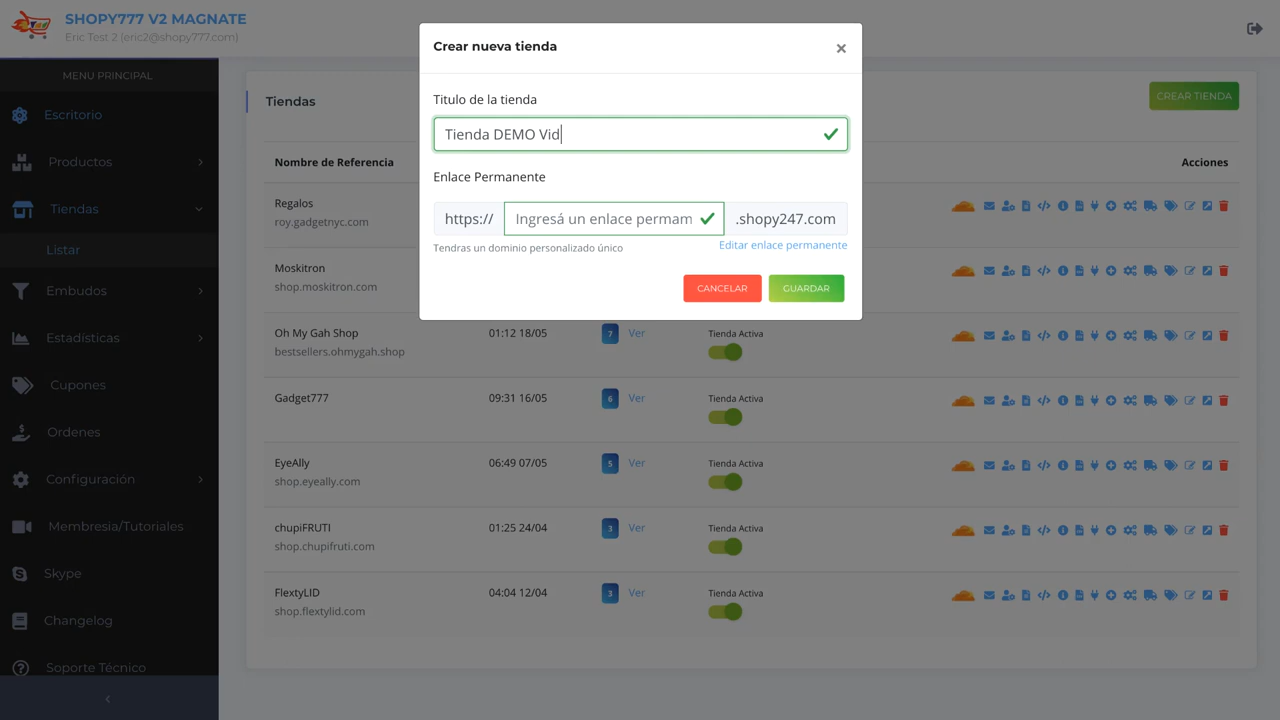 SHOPY777 V2 MAGNATE
Eric Test 2 (eric2@shopy777.com)
MENU PRINCIPAL
Escritorio
Productos
Tiendas
Listar
Embudos
Estadísticas
Cupones
Ordenes
Configuración
Membresia/Tutoriales
Skype
Changelog
Soporte Técnico
Crear nueva tienda
×
Titulo de la tienda
Tienda DEMO Vid
Enlace Permanente
https://
Ingresá un enlace permam
.shopy247.com
Tendras un dominio personalizado único
Editar enlace permanente
CANCELAR
GUARDAR
Tiendas
CREAR TIENDA
Nombre de Referencia
Acciones
Regalos
roy.gadgetnyc.com
Moskitron
shop.moskitron.com
Oh My Gah Shop
bestsellers.ohmygah.shop
01:12 18/05
7
Ver
Tienda Activa
Gadget777
09:31 16/05
6
Ver
Tienda Activa
EyeAlly
shop.eyeally.com
06:49 07/05
5
Ver
Tienda Activa
chupiFRUTI
shop.chupifruti.com
01:25 24/04
3
Ver
Tienda Activa
FlextyLID
shop.flextylid.com
04:04 12/04
3
Ver
Tienda Activa